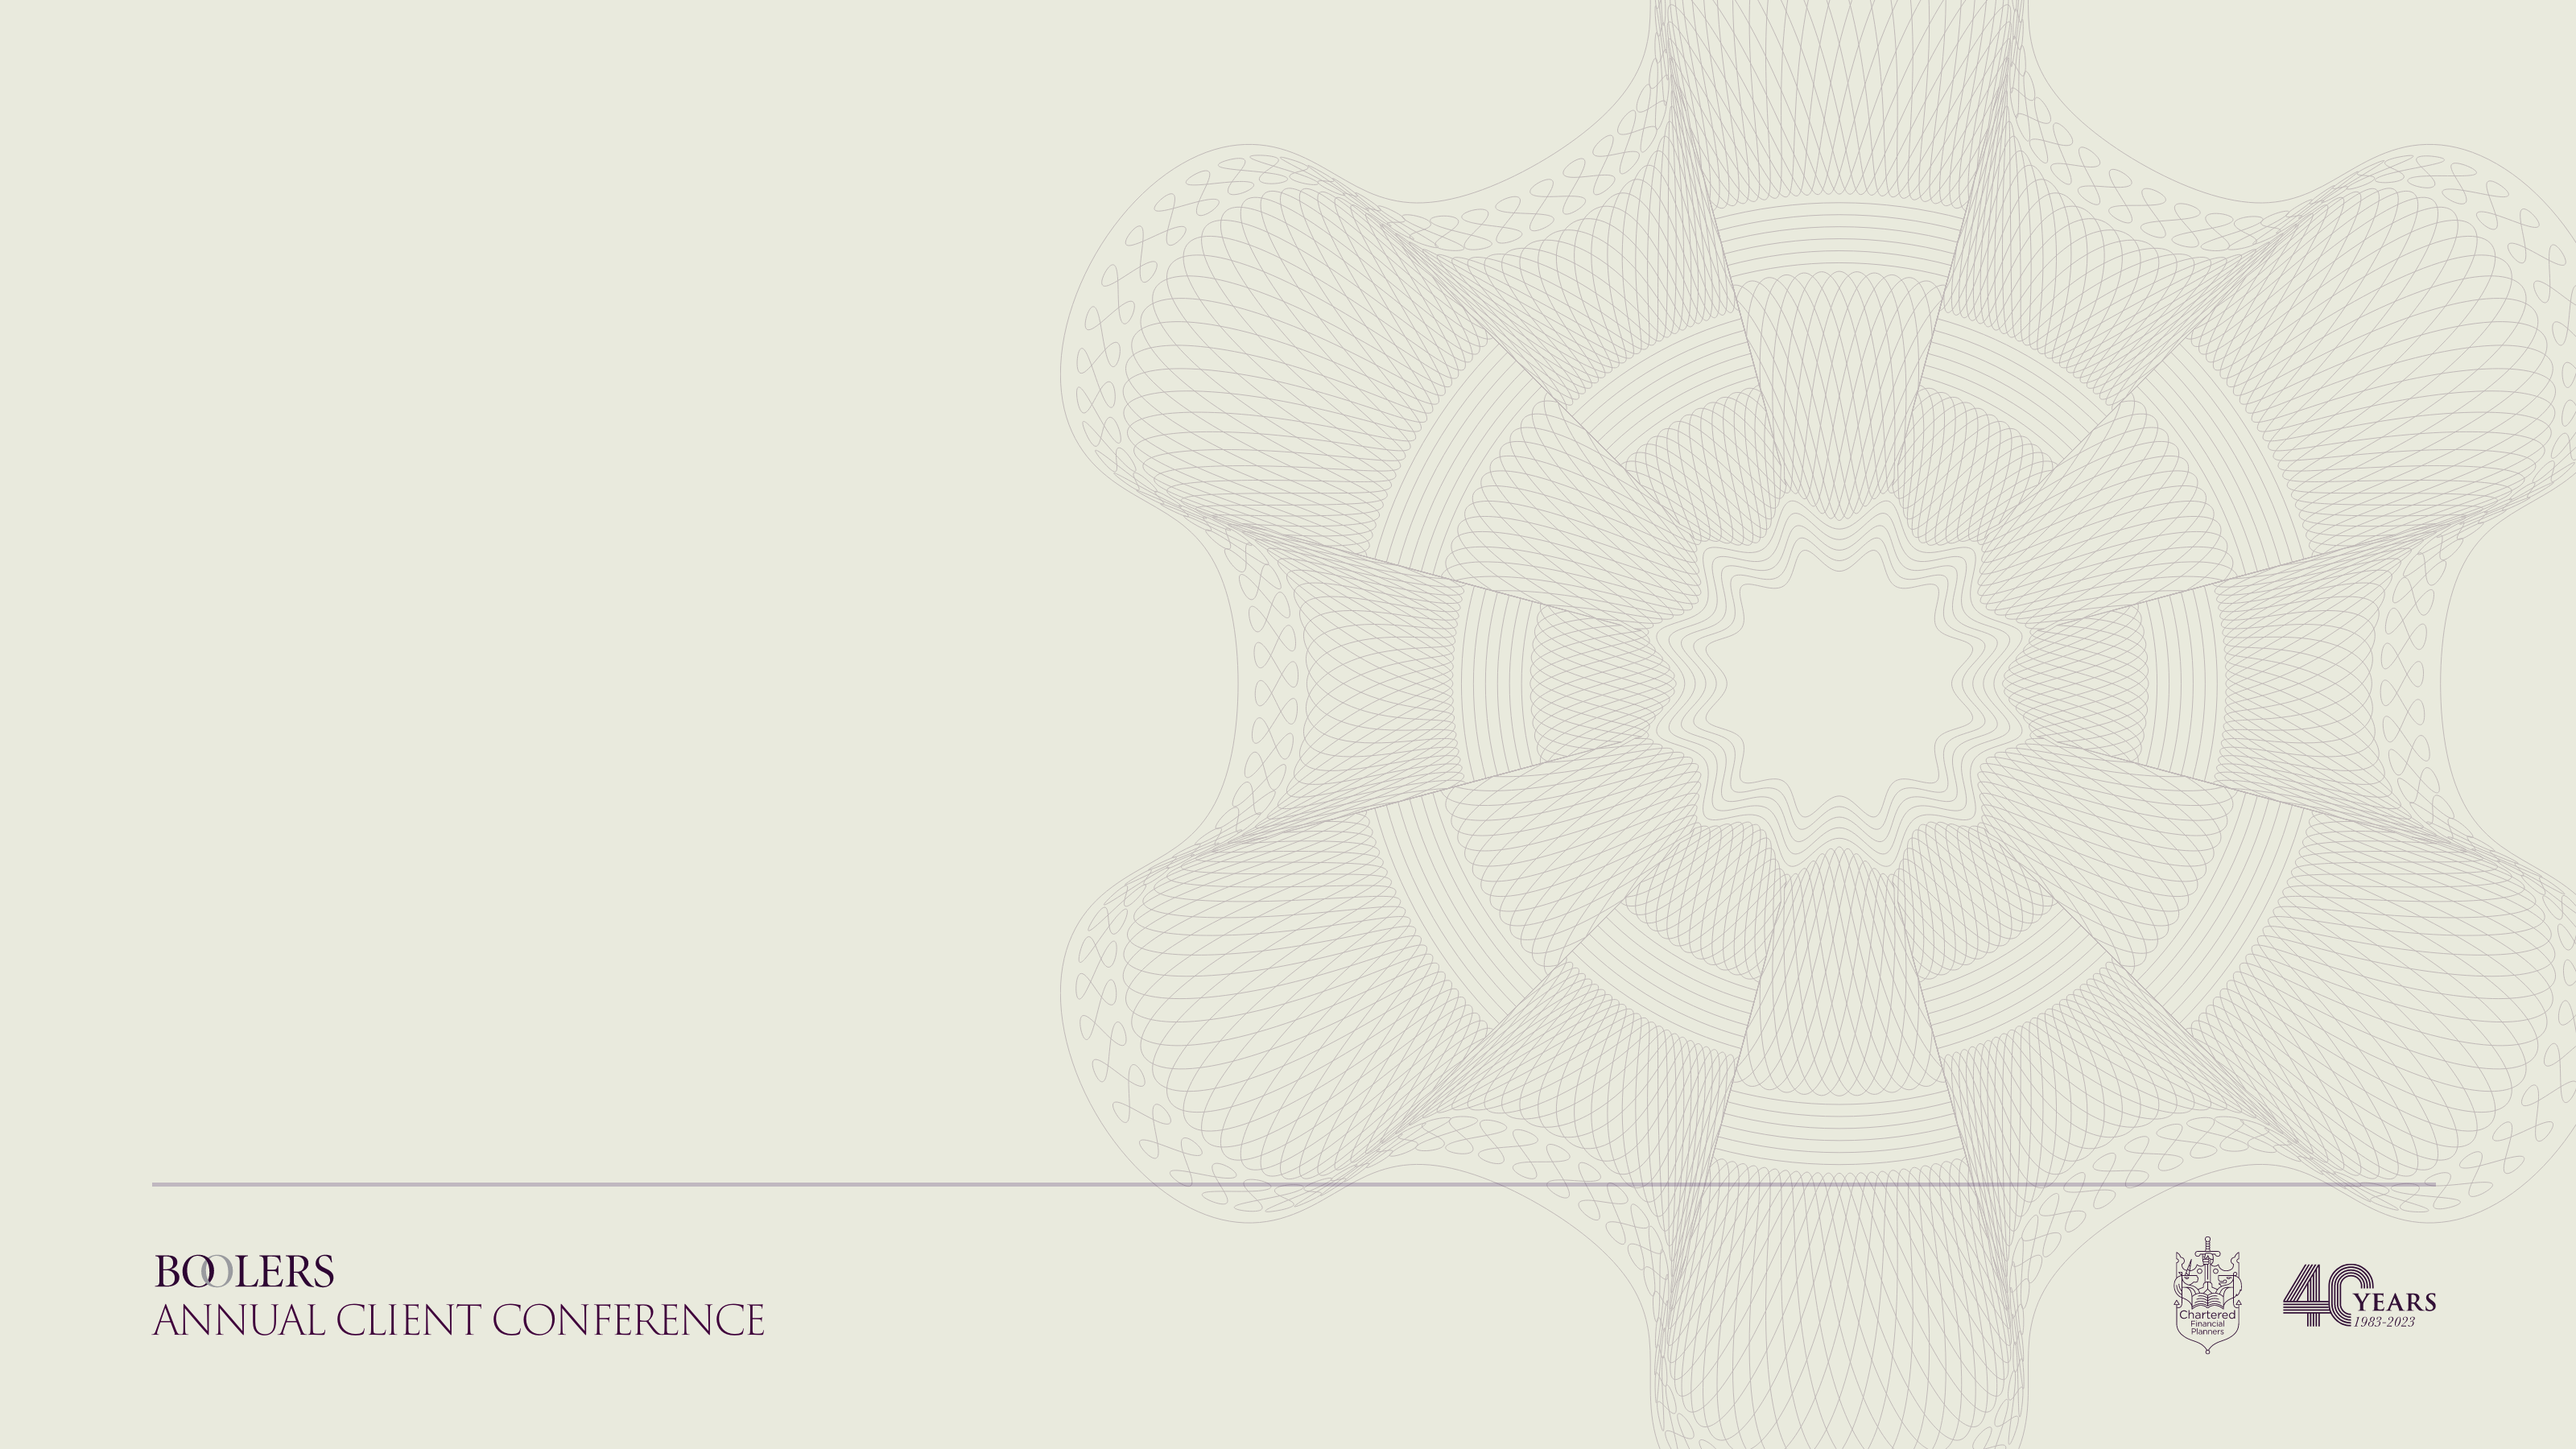 BOOLERS
ANNUAL CLIENT CONFERENCE
Chartered
Financial
Planners
40 YEARS
1983-2023